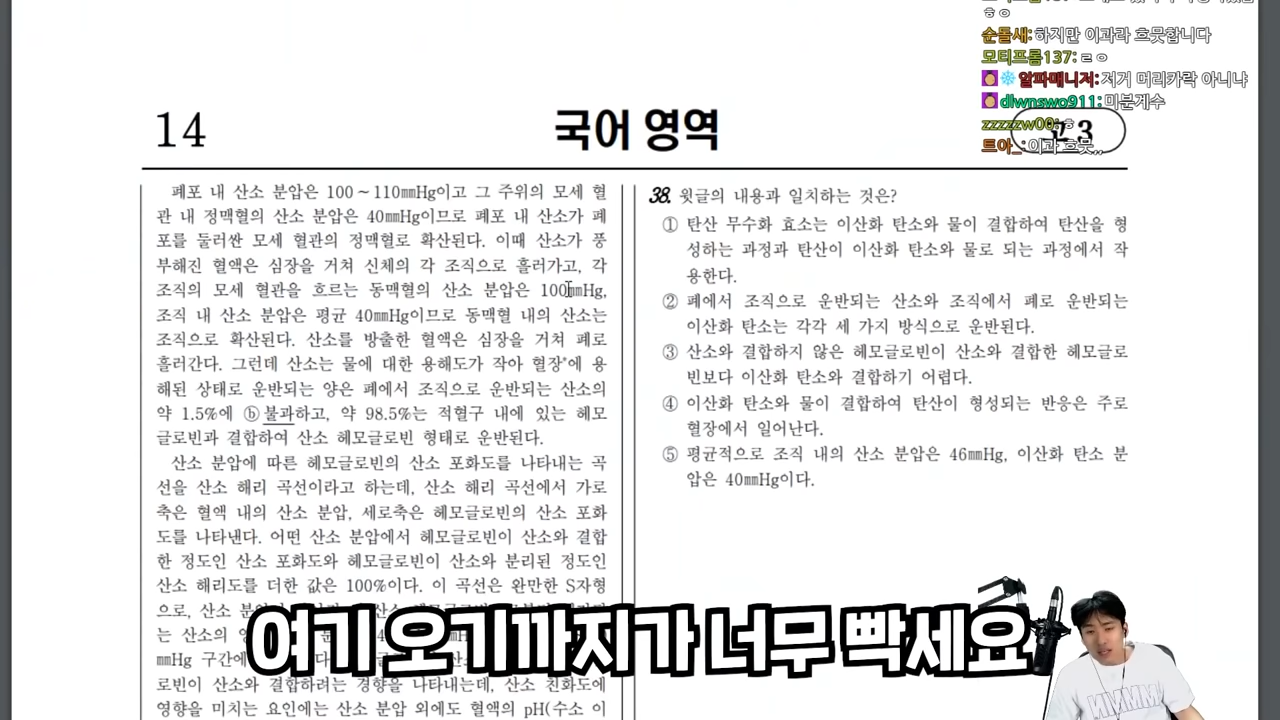 ㅎㅇ
순돌새: 하지만 이과라 흐뭇합니다
모티프롬137: ㄹㅇ
알파매니저: 저거 머리카락 아니냐
dlwnswo911: 미분계수
zzzzzw00: ㅎ
트아_: 이과 흐뭇,,
14
국어 영역
고 3
폐포 내 산소 분압은 100～110㎜Hg이고 그 주위의 모세 혈
관 내 정맥혈의 산소 분압은 40㎜Hg이므로 폐포 내 산소가 폐
포를 둘러싼 모세 혈관의 정맥혈로 확산된다. 이때 산소가 풍
부해진 혈액은 심장을 거쳐 신체의 각 조직으로 흘러가고, 각
조직의 모세 혈관을 흐르는 동맥혈의 산소 분압은 100㎜Hg,
조직 내 산소 분압은 평균 40㎜Hg이므로 동맥혈 내의 산소는
조직으로 확산된다. 산소를 방출한 혈액은 심장을 거쳐 폐로
흘러간다. 그런데 산소는 물에 대한 용해도가 작아 혈장*에 용
해된 상태로 운반되는 양은 폐에서 조직으로 운반되는 산소의
약 1.5%에 ⓑ불과하고, 약 98.5%는 적혈구 내에 있는 헤모
글로빈과 결합하여 산소 헤모글로빈 형태로 운반된다.
산소 분압에 따른 헤모글로빈의 산소 포화도를 나타내는 곡
선을 산소 해리 곡선이라고 하는데, 산소 해리 곡선에서 가로
축은 혈액 내의 산소 분압, 세로축은 헤모글로빈의 산소 포화
도를 나타낸다. 어떤 산소 분압에서 헤모글로빈이 산소와 결합
한 정도인 산소 포화도와 헤모글로빈이 산소와 분리된 정도인
산소 해리도를 더한 값은 100%이다. 이 곡선은 완만한 S자형
으로, 산소
는 산소의
㎜Hg 구간에
로빈이 산소와 결합하려는 경향을 나타내는데, 산소 친화도에
영향을 미치는 요인에는 산소 분압 외에도 혈액의 pH(수소 이
38. 윗글의 내용과 일치하는 것은?
① 탄산 무수화 효소는 이산화 탄소와 물이 결합하여 탄산을 형
성하는 과정과 탄산이 이산화 탄소와 물로 되는 과정에서 작
용한다.
② 폐에서 조직으로 운반되는 산소와 조직에서 폐로 운반되는
이산화 탄소는 각각 세 가지 방식으로 운반된다.
③ 산소와 결합하지 않은 헤모글로빈이 산소와 결합한 헤모글로
빈보다 이산화 탄소와 결합하기 어렵다.
④ 이산화 탄소와 물이 결합하여 탄산이 형성되는 반응은 주로
혈장에서 일어난다.
⑤ 평균적으로 조직 내의 산소 분압은 46㎜Hg, 이산화 탄소 분
압은 40㎜Hg이다.
여기 오기까지가 너무 빡세요